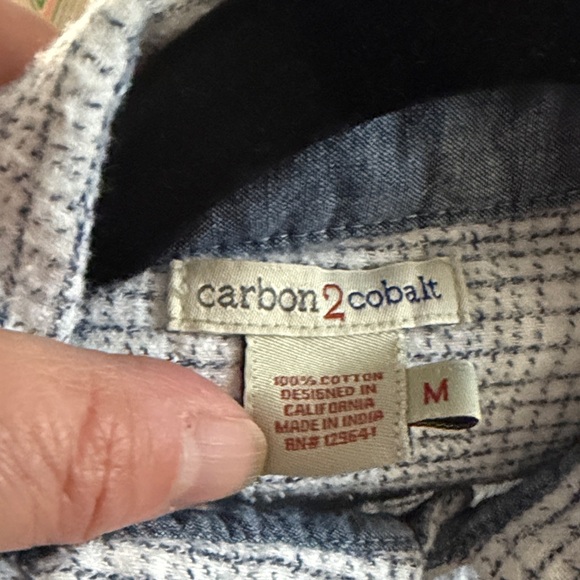 carbon2cobalt
100% COTTON
DESIGNED IN
CALIFORNIA
MADE IN INDIA
RN# 129641
M